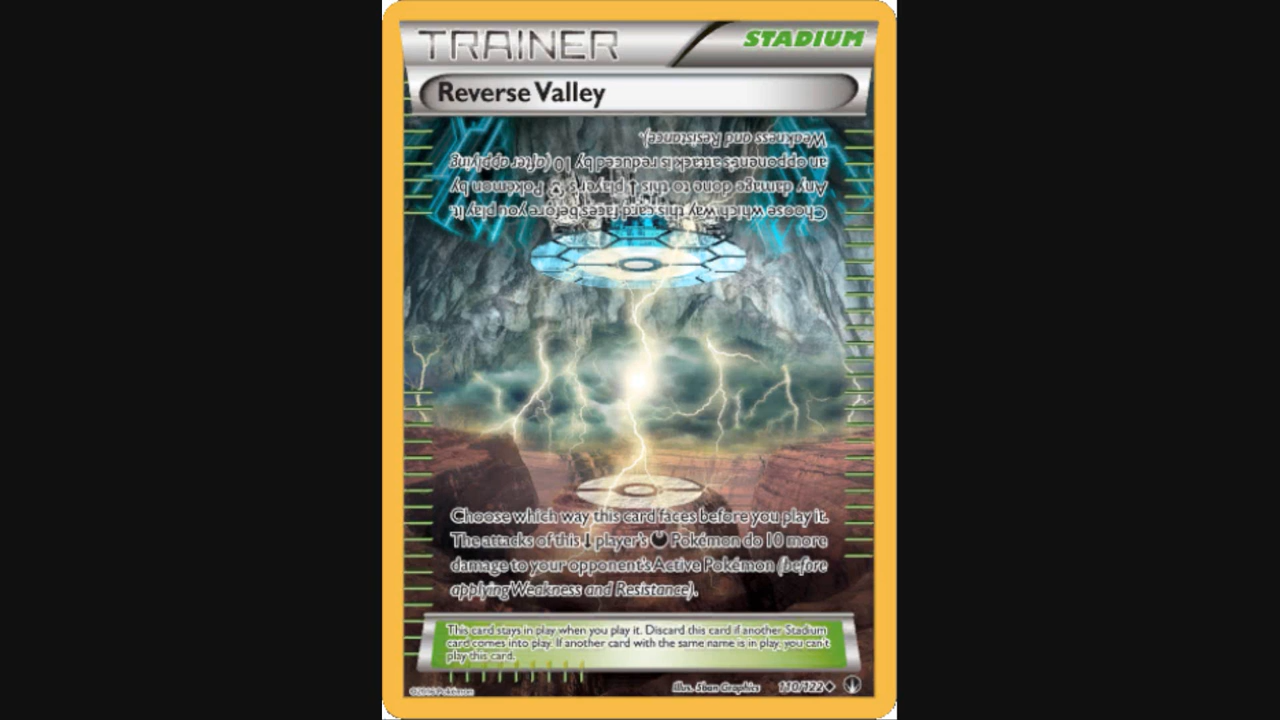 TRAINER
STADIUM
Reverse Valley
Choose which way this card faces before you play it.
Any damage done to this ↓ player's Pokémon by
an opponent's attack is reduced by 10 (after applying
Weakness and Resistance).
Choose which way this card faces before you play it.
The attacks of this ↓ player's Pokémon do 10 more
damage to your opponent's Active Pokémon (before
applying Weakness and Resistance).
This card stays in play when you play it. Discard this card if another Stadium
card comes into play. If another card with the same name is in play, you can't
play this card.
©2016 Pokémon
Illus. 5ban Graphics 110/122